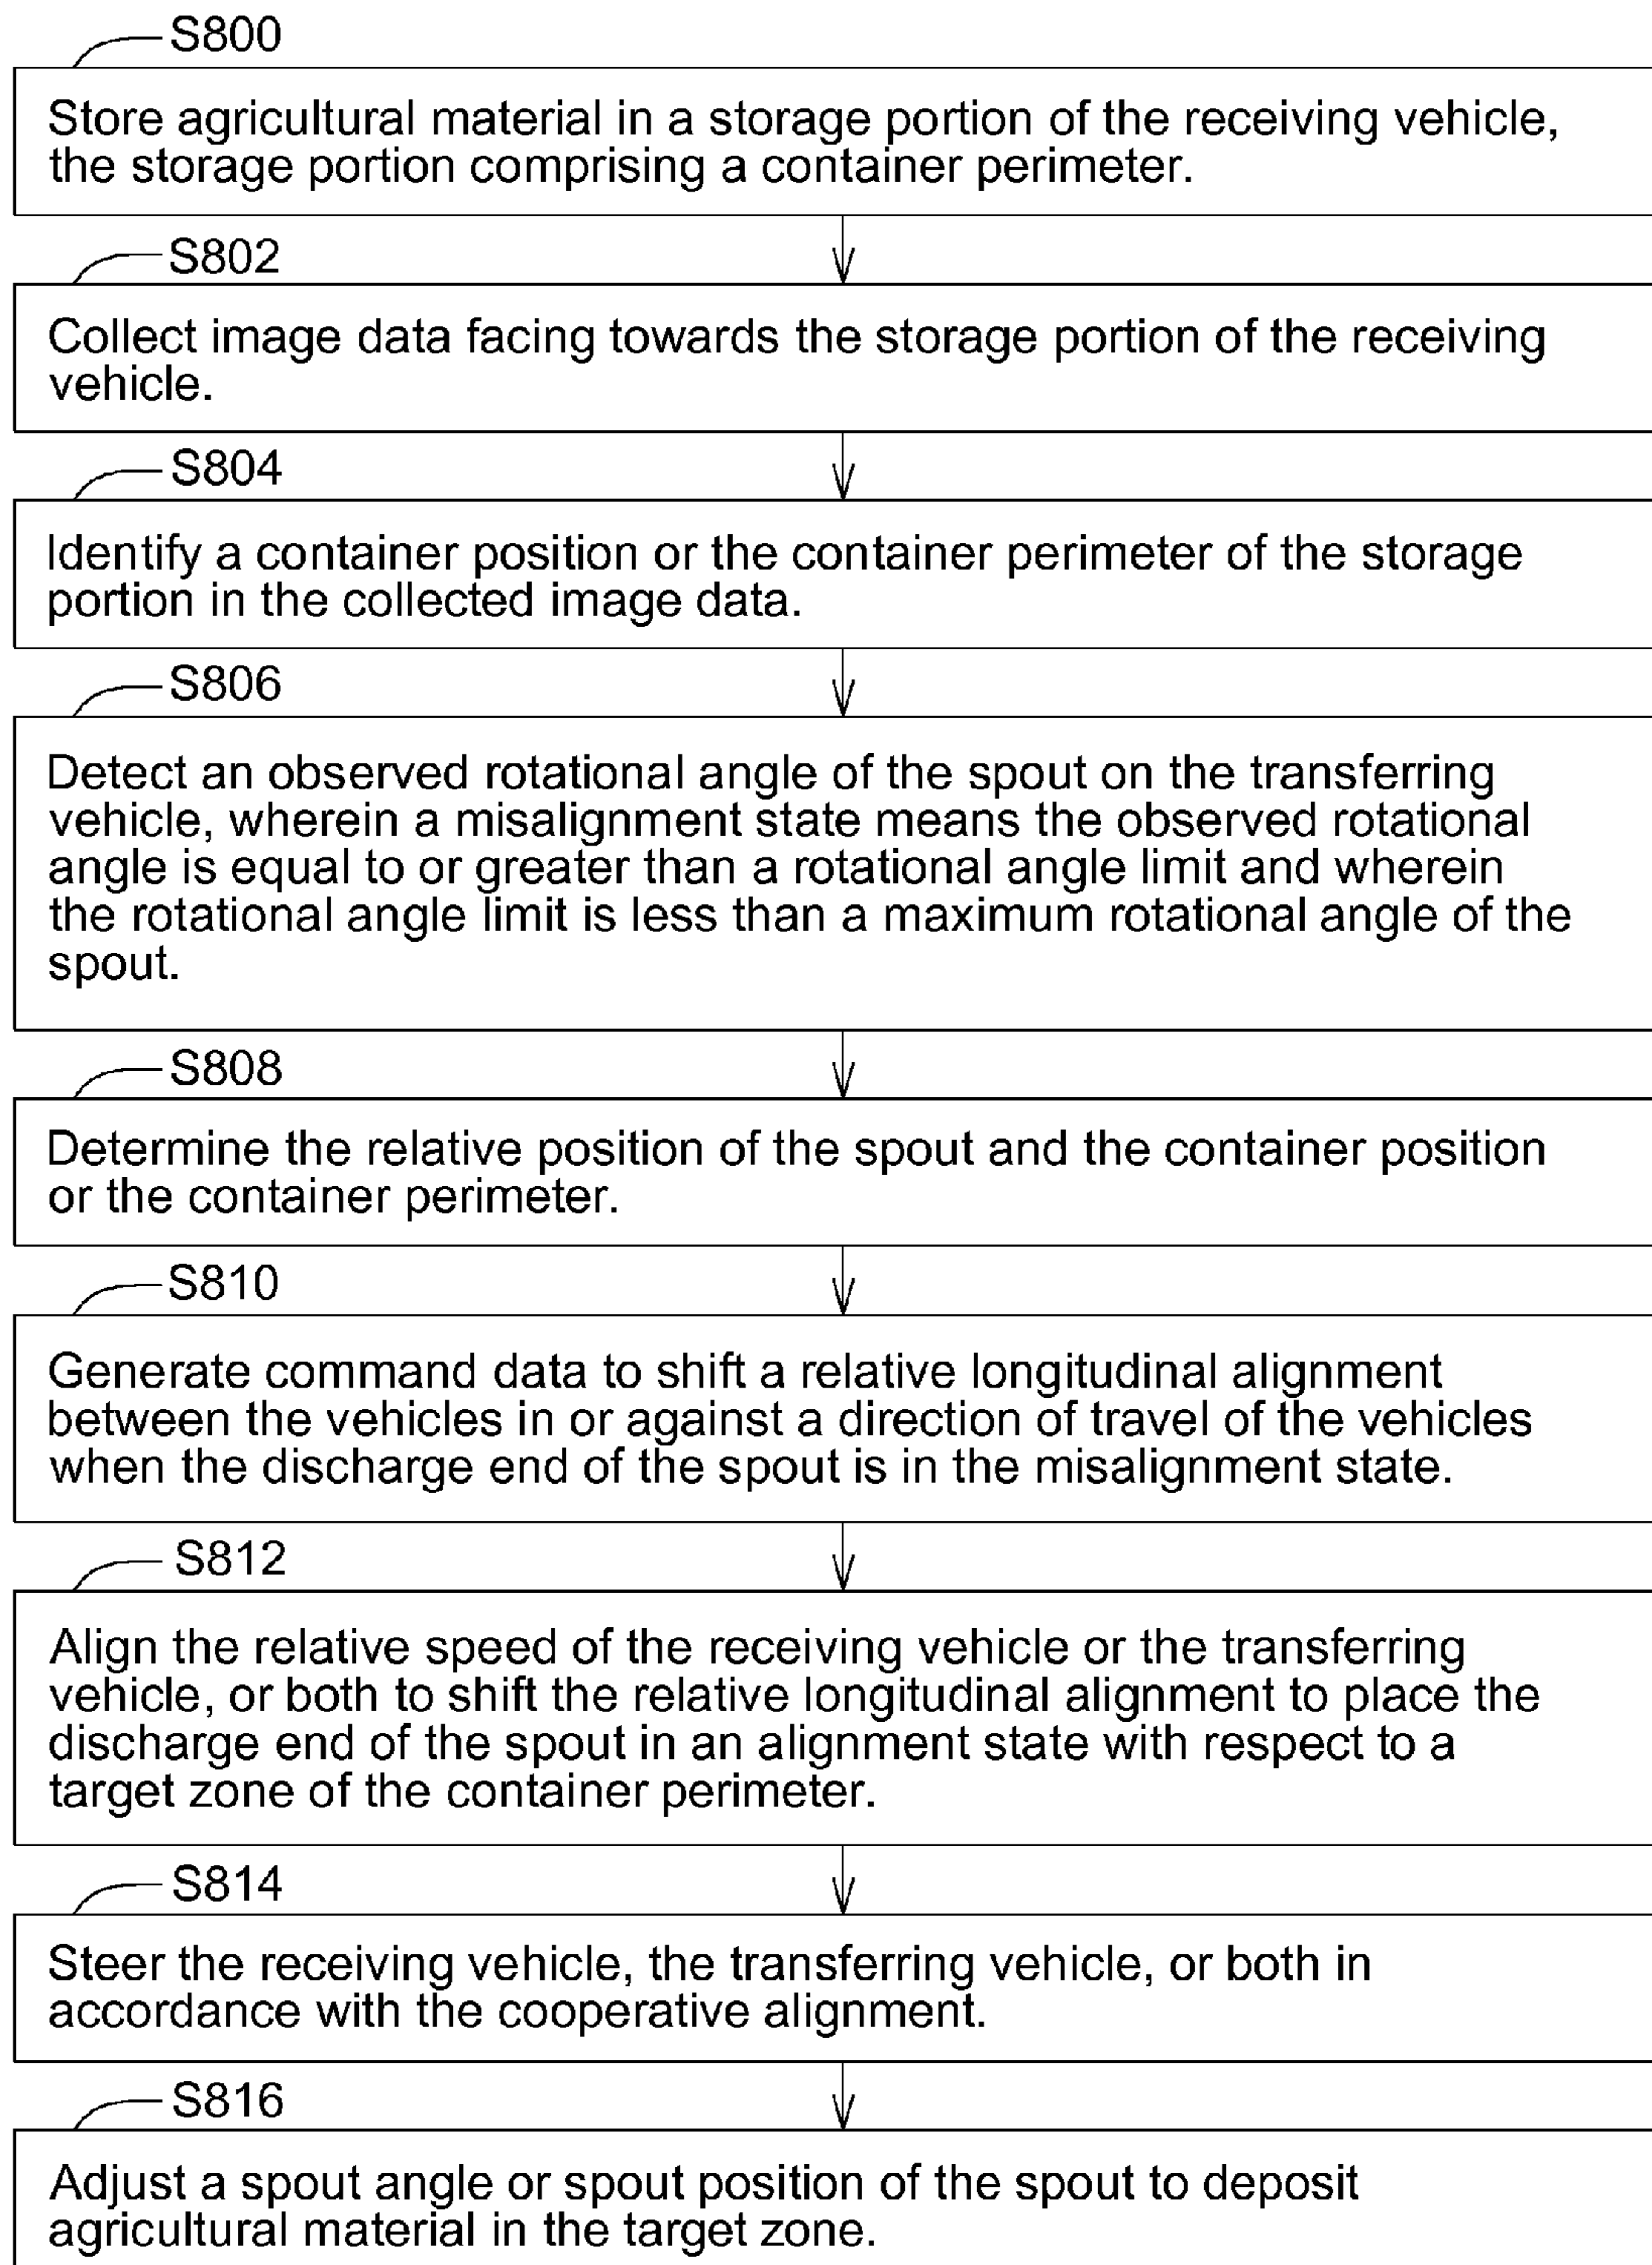 S800
Store agricultural material in a storage portion of the receiving vehicle,
the storage portion comprising a container perimeter.
S802
Collect image data facing towards the storage portion of the receiving
vehicle.
S804
Identify a container position or the container perimeter of the storage
portion in the collected image data.
S806
Detect an observed rotational angle of the spout on the transferring
vehicle, wherein a misalignment state means the observed rotational
angle is equal to or greater than a rotational angle limit and wherein
the rotational angle limit is less than a maximum rotational angle of the
spout.
S808
Determine the relative position of the spout and the container position
or the container perimeter.
S810
Generate command data to shift a relative longitudinal alignment
between the vehicles in or against a direction of travel of the vehicles
when the discharge end of the spout is in the misalignment state.
S812
Align the relative speed of the receiving vehicle or the transferring
vehicle, or both to shift the relative longitudinal alignment to place the
discharge end of the spout in an alignment state with respect to a
target zone of the container perimeter.
S814
Steer the receiving vehicle, the transferring vehicle, or both in
accordance with the cooperative alignment.
S816
Adjust a spout angle or spout position of the spout to deposit
agricultural material in the target zone.